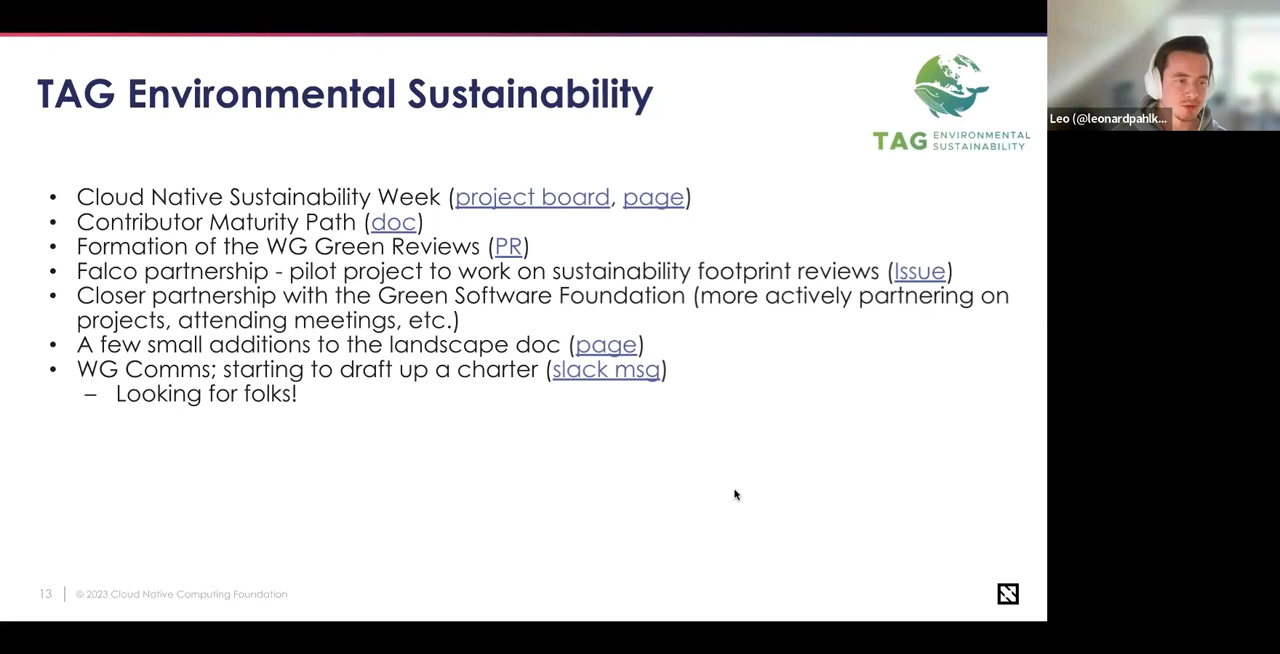 TAG Environmental Sustainability
TAG ENVIRONMENTAL
SUSTAINABILITY
Leo (@leonardpahlk...
• Cloud Native Sustainability Week (project board, page)
• Contributor Maturity Path (doc)
• Formation of the WG Green Reviews (PR)
• Falco partnership - pilot project to work on sustainability footprint reviews (Issue)
• Closer partnership with the Green Software Foundation (more actively partnering on
projects, attending meetings, etc.)
• A few small additions to the landscape doc (page)
• WG Comms; starting to draft up a charter (slack msg)
– Looking for folks!
13 | © 2023 Cloud Native Computing Foundation